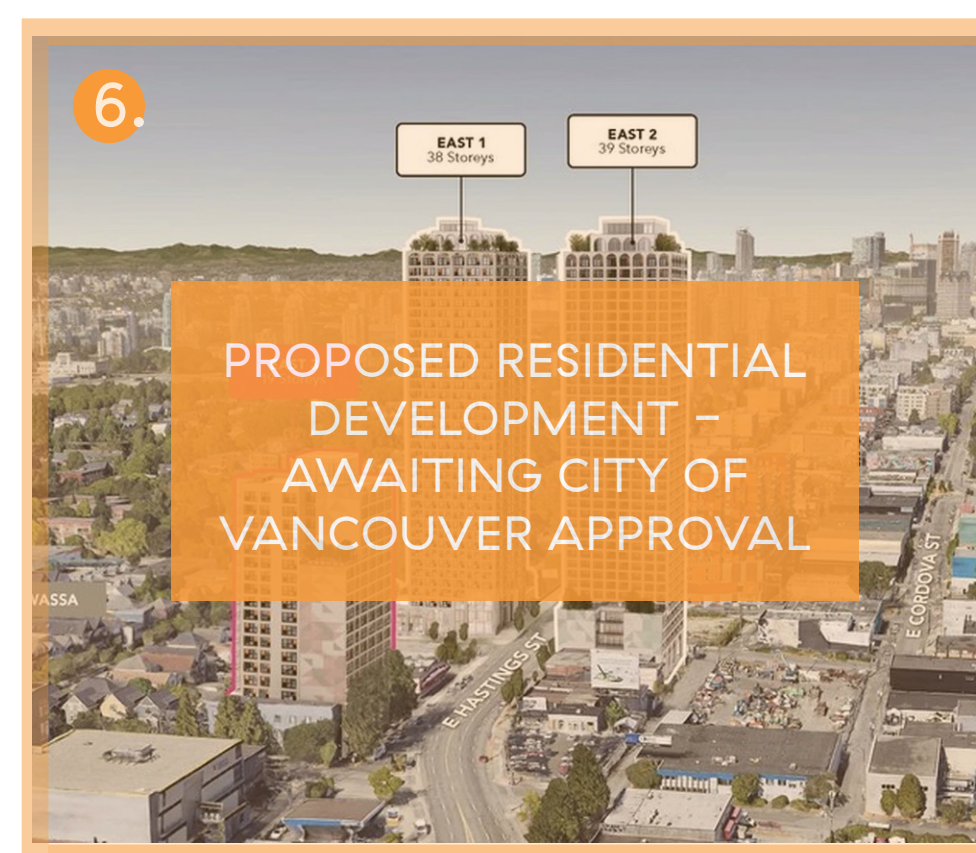 6.
EAST 1
38 Storeys
EAST 2
39 Storeys
PROPOSED RESIDENTIAL
DEVELOPMENT –
AWAITING CITY OF
VANCOUVER APPROVAL
WASSA
E CORDOVA ST
E HASTINGS ST